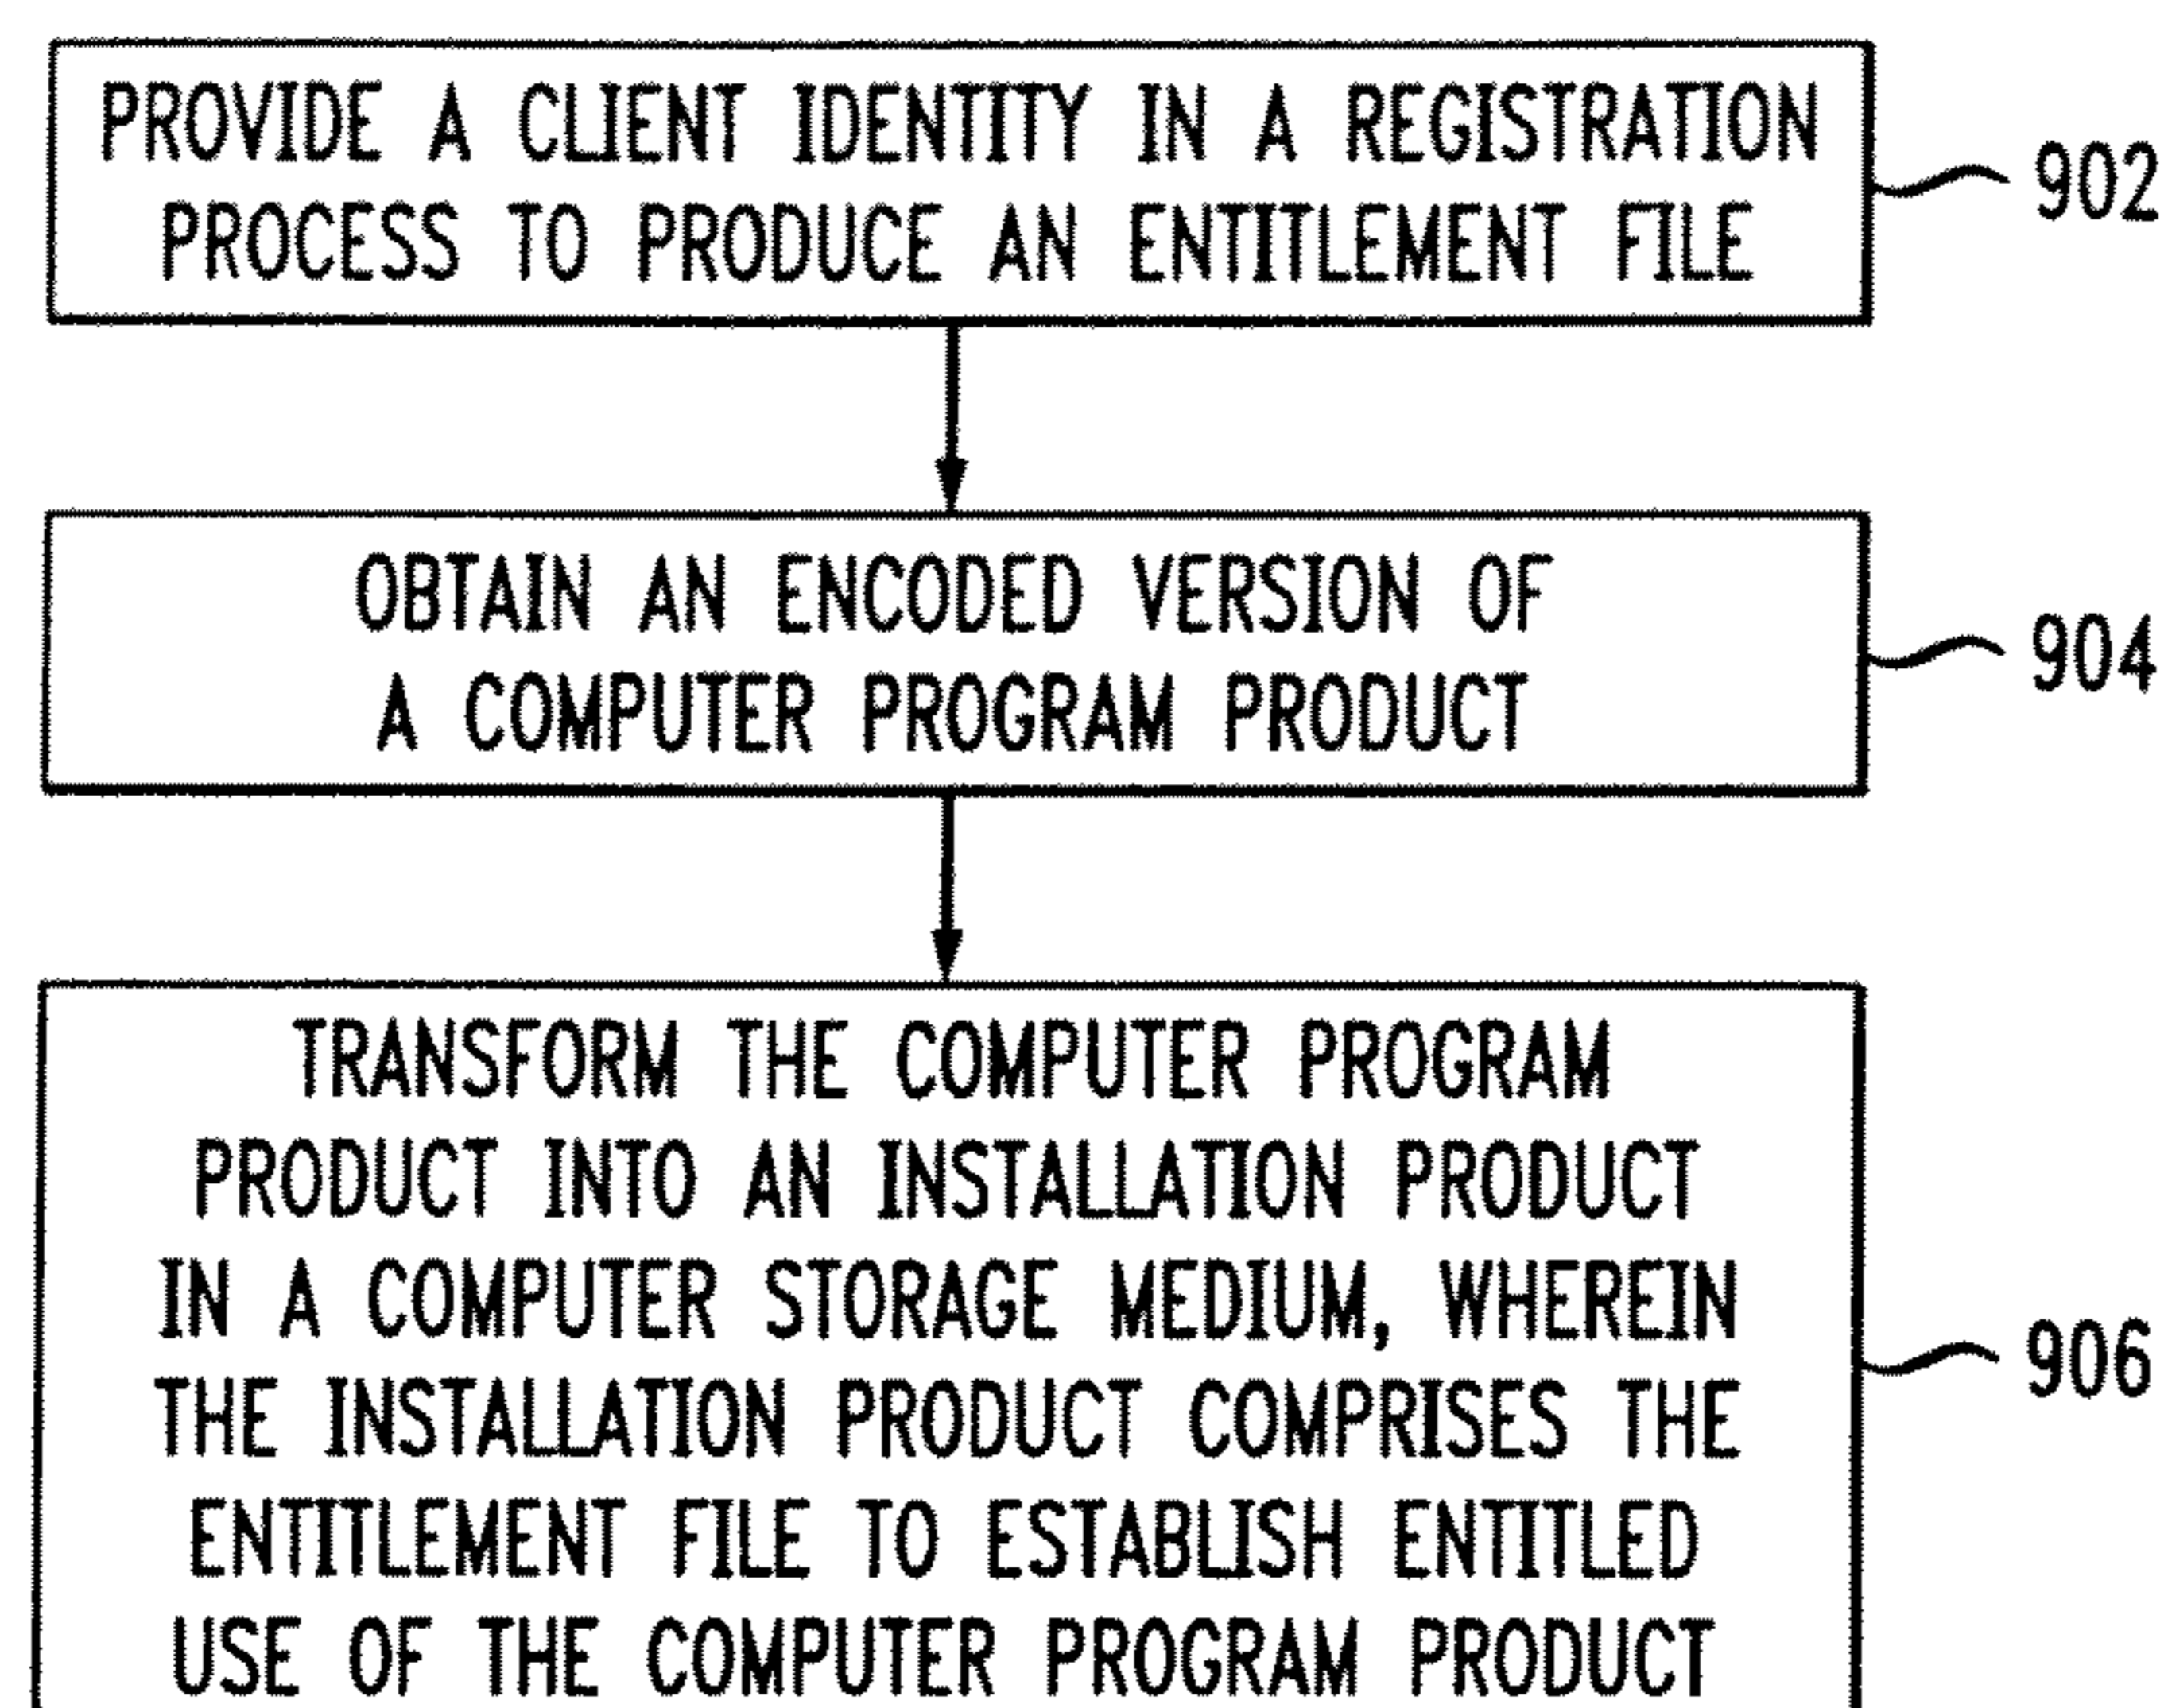 PROVIDE A CLIENT IDENTITY IN A REGISTRATION
PROCESS TO PRODUCE AN ENTITLEMENT FILE
902
OBTAIN AN ENCODED VERSION OF
A COMPUTER PROGRAM PRODUCT
904
TRANSFORM THE COMPUTER PROGRAM
PRODUCT INTO AN INSTALLATION PRODUCT
IN A COMPUTER STORAGE MEDIUM, WHEREIN
THE INSTALLATION PRODUCT COMPRISES THE
ENTITLEMENT FILE TO ESTABLISH ENTITLED
USE OF THE COMPUTER PROGRAM PRODUCT
906